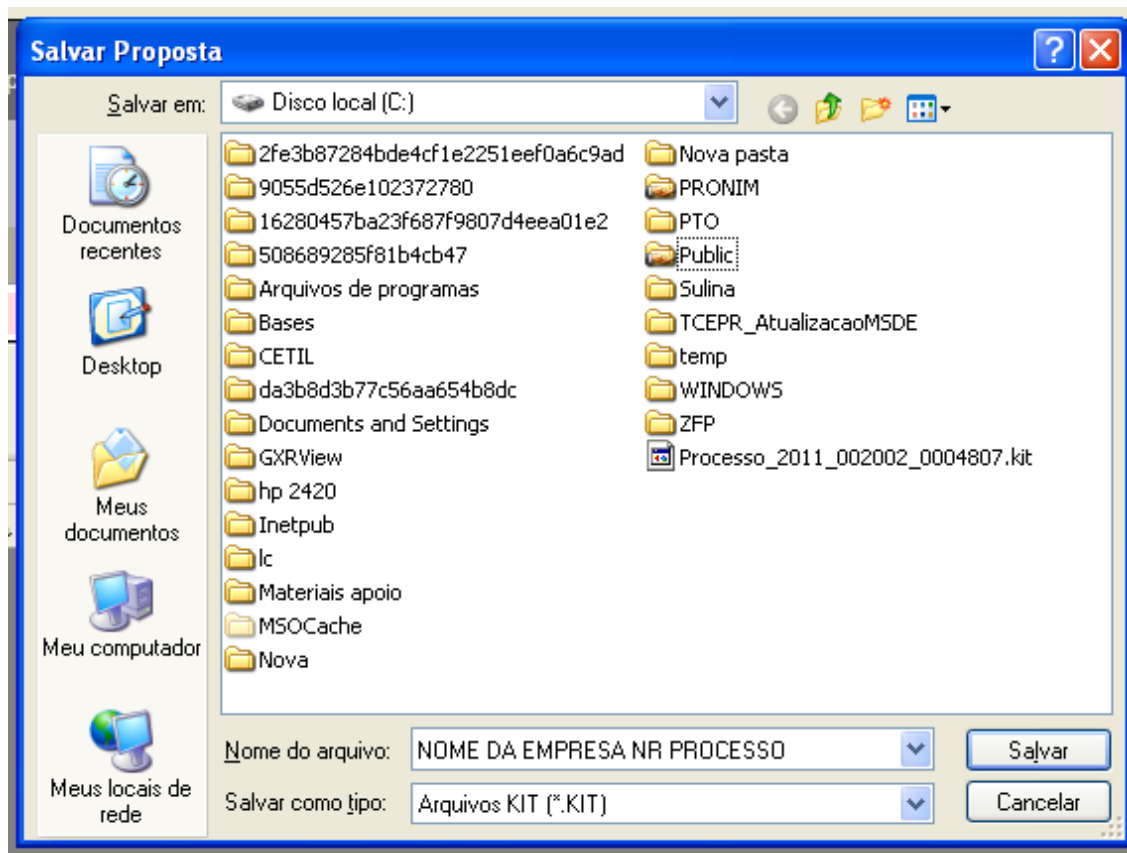 Salvar Proposta
Salvar em:
Disco local (C:)
Documentos
recentes
Desktop
Meus
documentos
Meu computador
Meus locais de
rede
2fe3b87284bde4cf1e2251eef0a6c9ad
9055d526e102372780
16280457ba23f687f9807d4eea01e2
508689285f81b4cb47
Arquivos de programas
Bases
CETIL
da3b8d3b77c56aa654b8dc
Documents and Settings
GXRView
hp 2420
Inetpub
lc
Materiais apoio
MSOCache
Nova
Nova pasta
PRONIM
PTO
Public
Sulina
TCEPR_AtualizacaoMSDE
temp
WINDOWS
ZFP
Processo_2011_002002_0004807.kit
Nome do arquivo:
NOME DA EMPRESA NR PROCESSO
Salvar
Salvar como tipo:
Arquivos KIT (*.KIT)
Cancelar